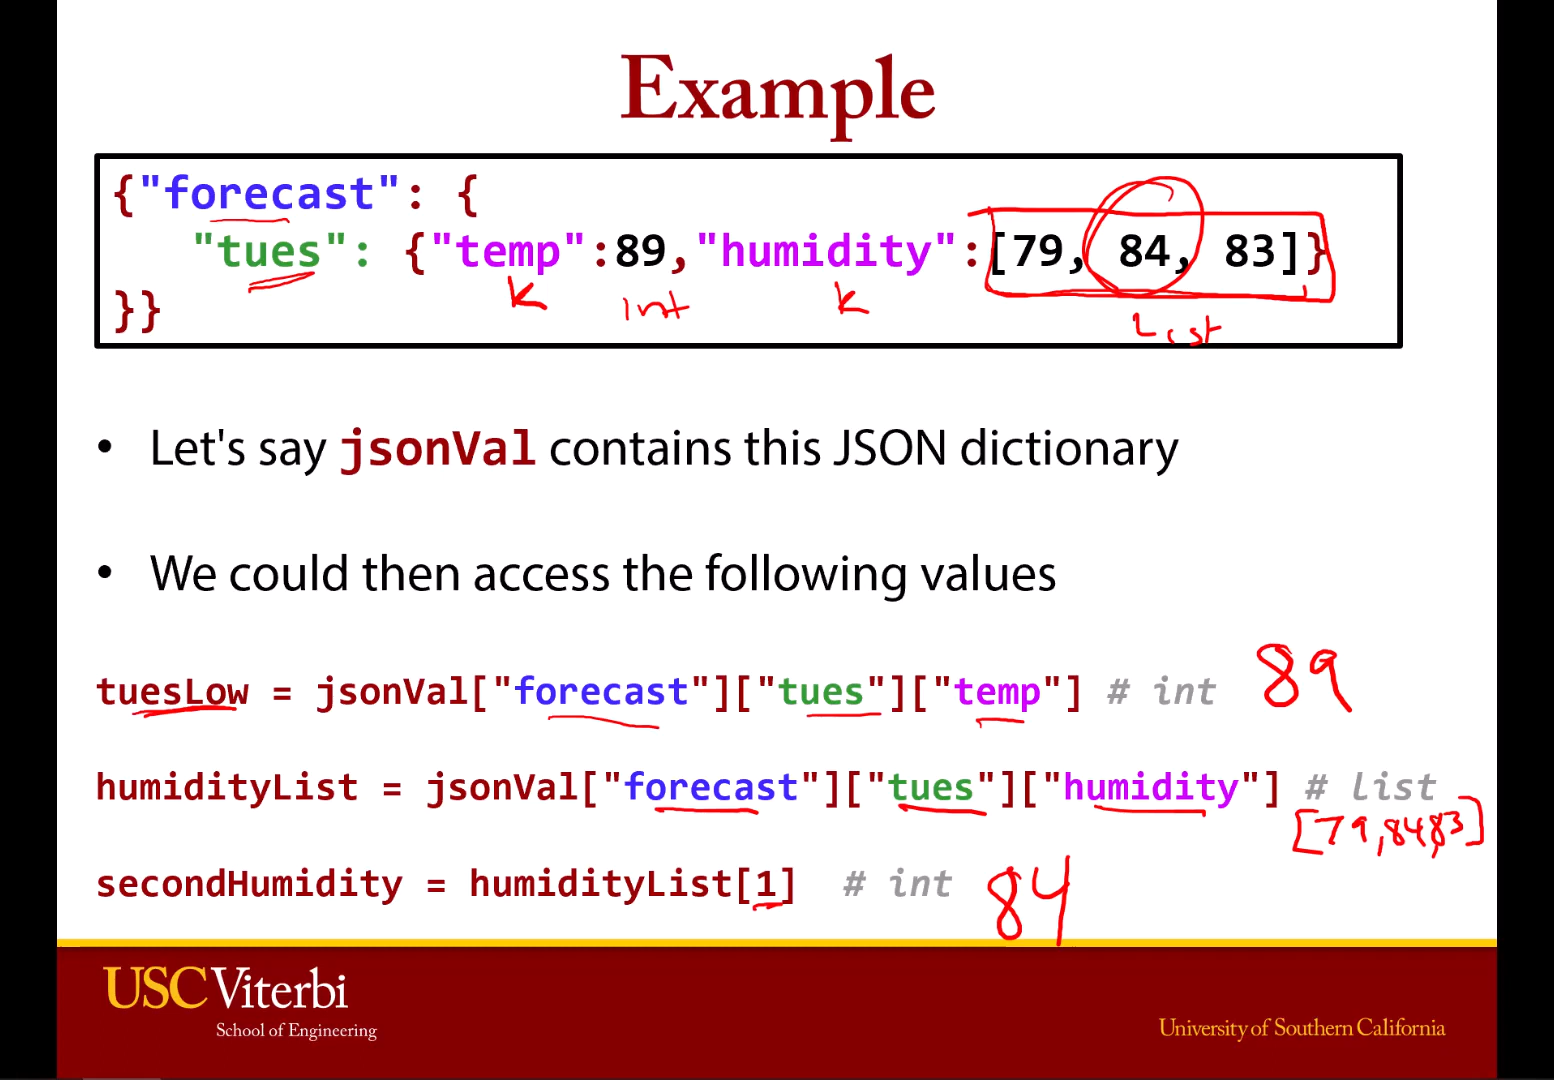 Example
{"forecast": {
"tues": {"temp":89,"humidity":[79, 84, 83]}
k int k
}}
List
• Let's say jsonVal contains this JSON dictionary
• We could then access the following values
tuesLow = jsonVal["forecast"]["tues"]["temp"] # int 89
humidityList = jsonVal["forecast"]["tues"]["humidity"] # list
[79,84,83]
secondHumidity = humidityList[1] # int 84
USC Viterbi
School of Engineering
University of Southern California